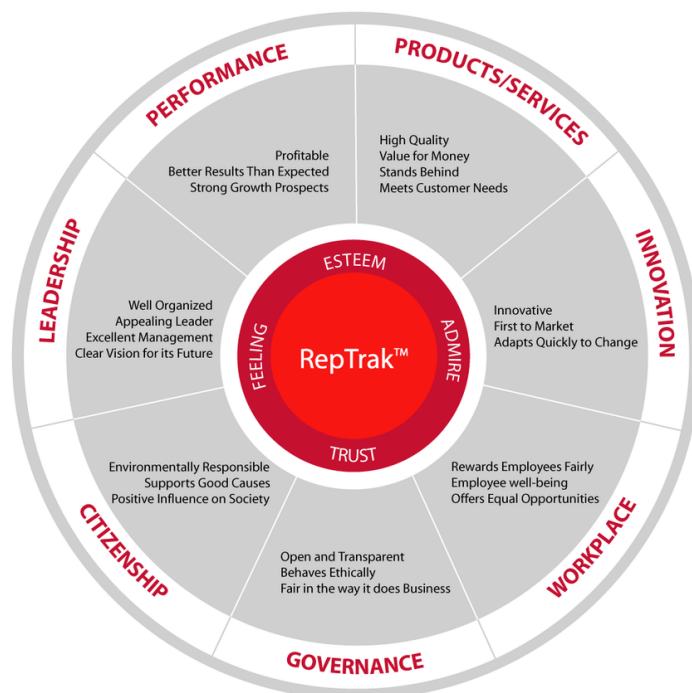 PERFORMANCE
Profitable
Better Results Than Expected
Strong Growth Prospects
PRODUCTS/SERVICES
High Quality
Value for Money
Stands Behind
Meets Customer Needs
INNOVATION
Innovative
First to Market
Adapts Quickly to Change
WORKPLACE
Rewards Employees Fairly
Employee well-being
Offers Equal Opportunities
GOVERNANCE
Open and Transparent
Behaves Ethically
Fair in the way it does Business
CITIZENSHIP
Environmentally Responsible
Supports Good Causes
Positive Influence on Society
LEADERSHIP
Well Organized
Appealing Leader
Excellent Management
Clear Vision for its Future
ESTEEM
ADMIRE
TRUST
FEELING
RepTrak™